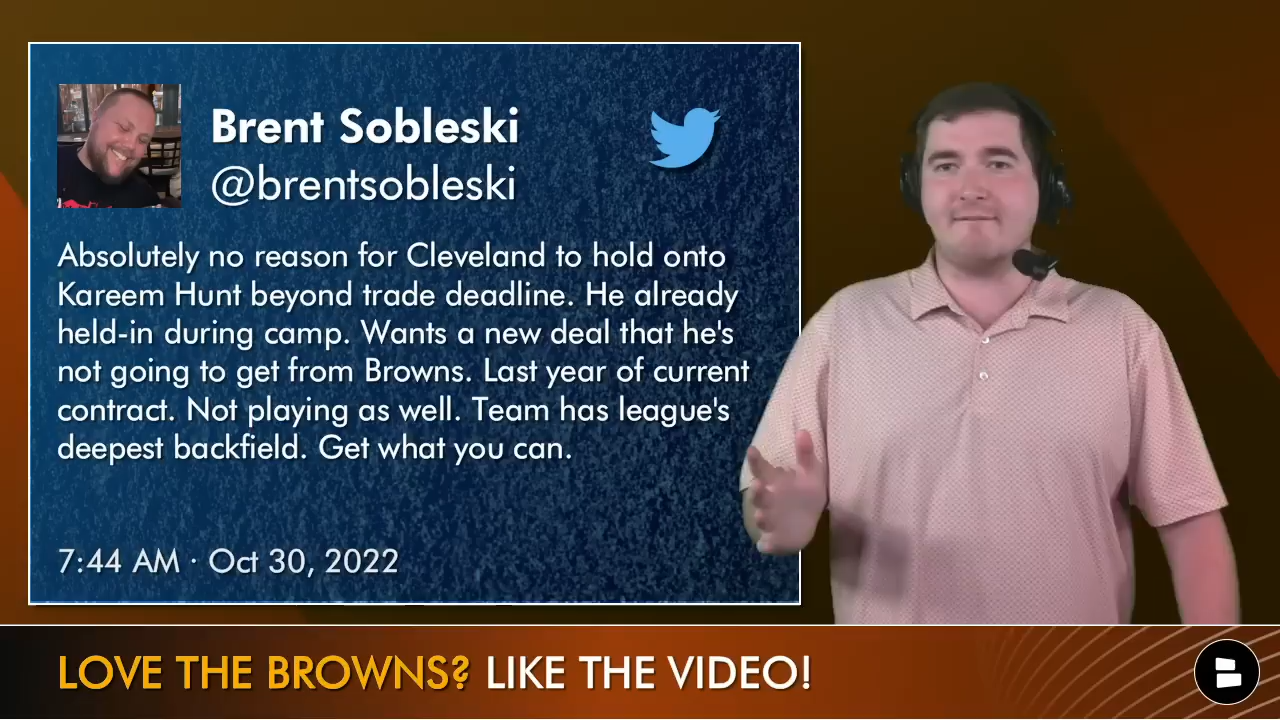 Brent Sobleski
@brentsobleski
Absolutely no reason for Cleveland to hold onto
Kareem Hunt beyond trade deadline. He already
held-in during camp. Wants a new deal that he's
not going to get from Browns. Last year of current
contract. Not playing as well. Team has league's
deepest backfield. Get what you can.
7:44 AM · Oct 30, 2022
LOVE THE BROWNS? LIKE THE VIDEO!